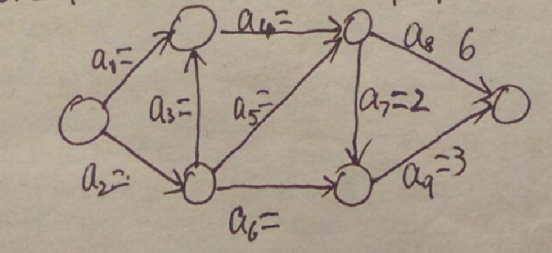 a₄=
a₈ 6
a₁=
a₃=
a₅=
a₇=2
a₂=
a₆=
a₉=3